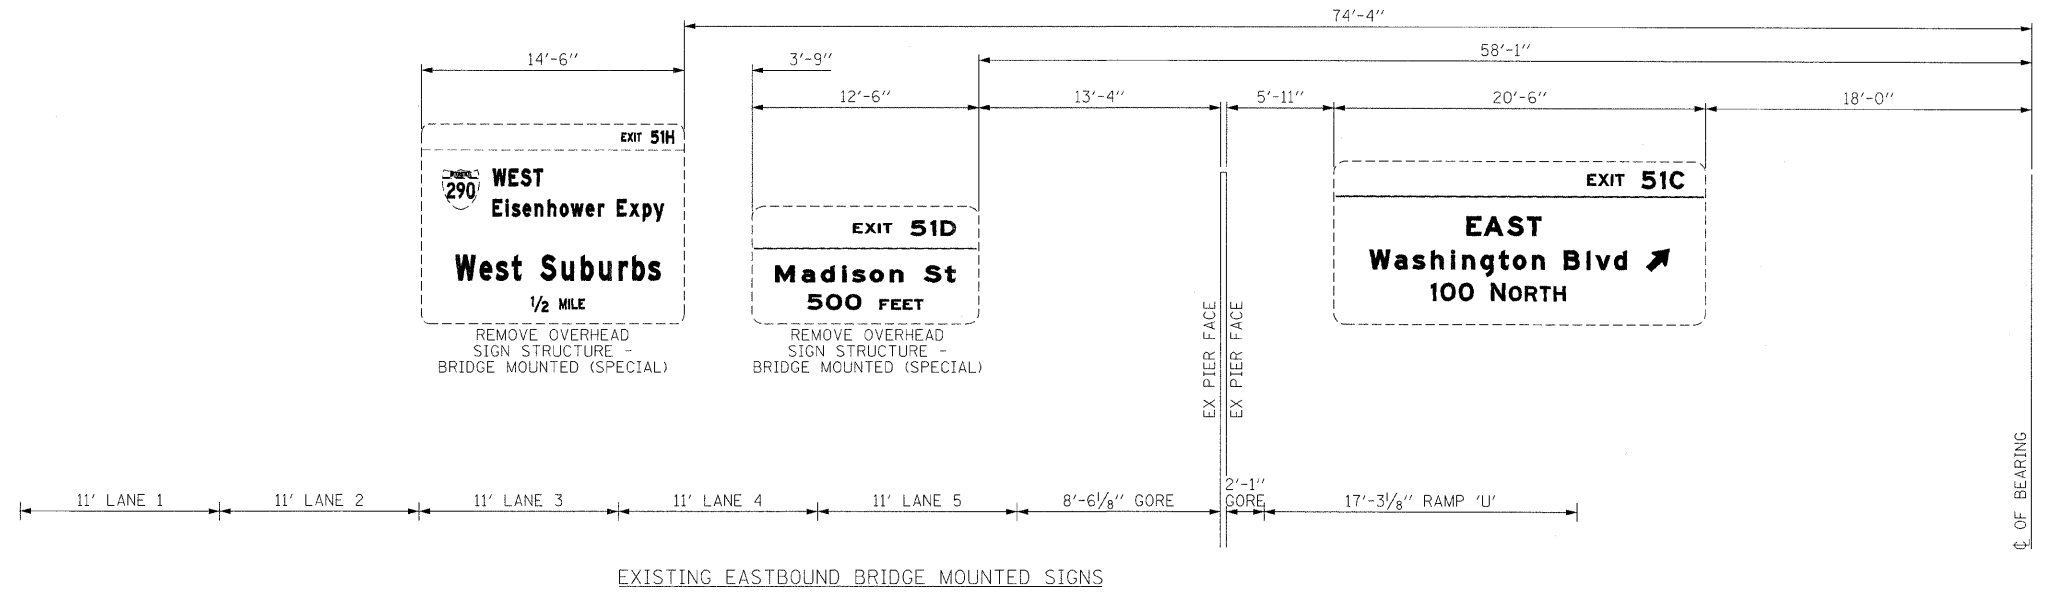 74'-4"
58'-1"
14'-6"
3'-9"
12'-6"
13'-4"
5'-11"
20'-6"
18'-0"
EXIT 51H
290
WEST
Eisenhower Expy
West Suburbs
1/2 MILE
REMOVE OVERHEAD
SIGN STRUCTURE -
BRIDGE MOUNTED (SPECIAL)
EXIT 51D
Madison St
500 FEET
REMOVE OVERHEAD
SIGN STRUCTURE -
BRIDGE MOUNTED (SPECIAL)
EX PIER FACE
EX PIER FACE
EXIT 51C
EAST
Washington Blvd
100 NORTH
℄ OF BEARING
11' LANE 1
11' LANE 2
11' LANE 3
11' LANE 4
11' LANE 5
8'-6 1/8" GORE
2'-1"
GORE
17'-3 1/8" RAMP 'U'
EXISTING EASTBOUND BRIDGE MOUNTED SIGNS